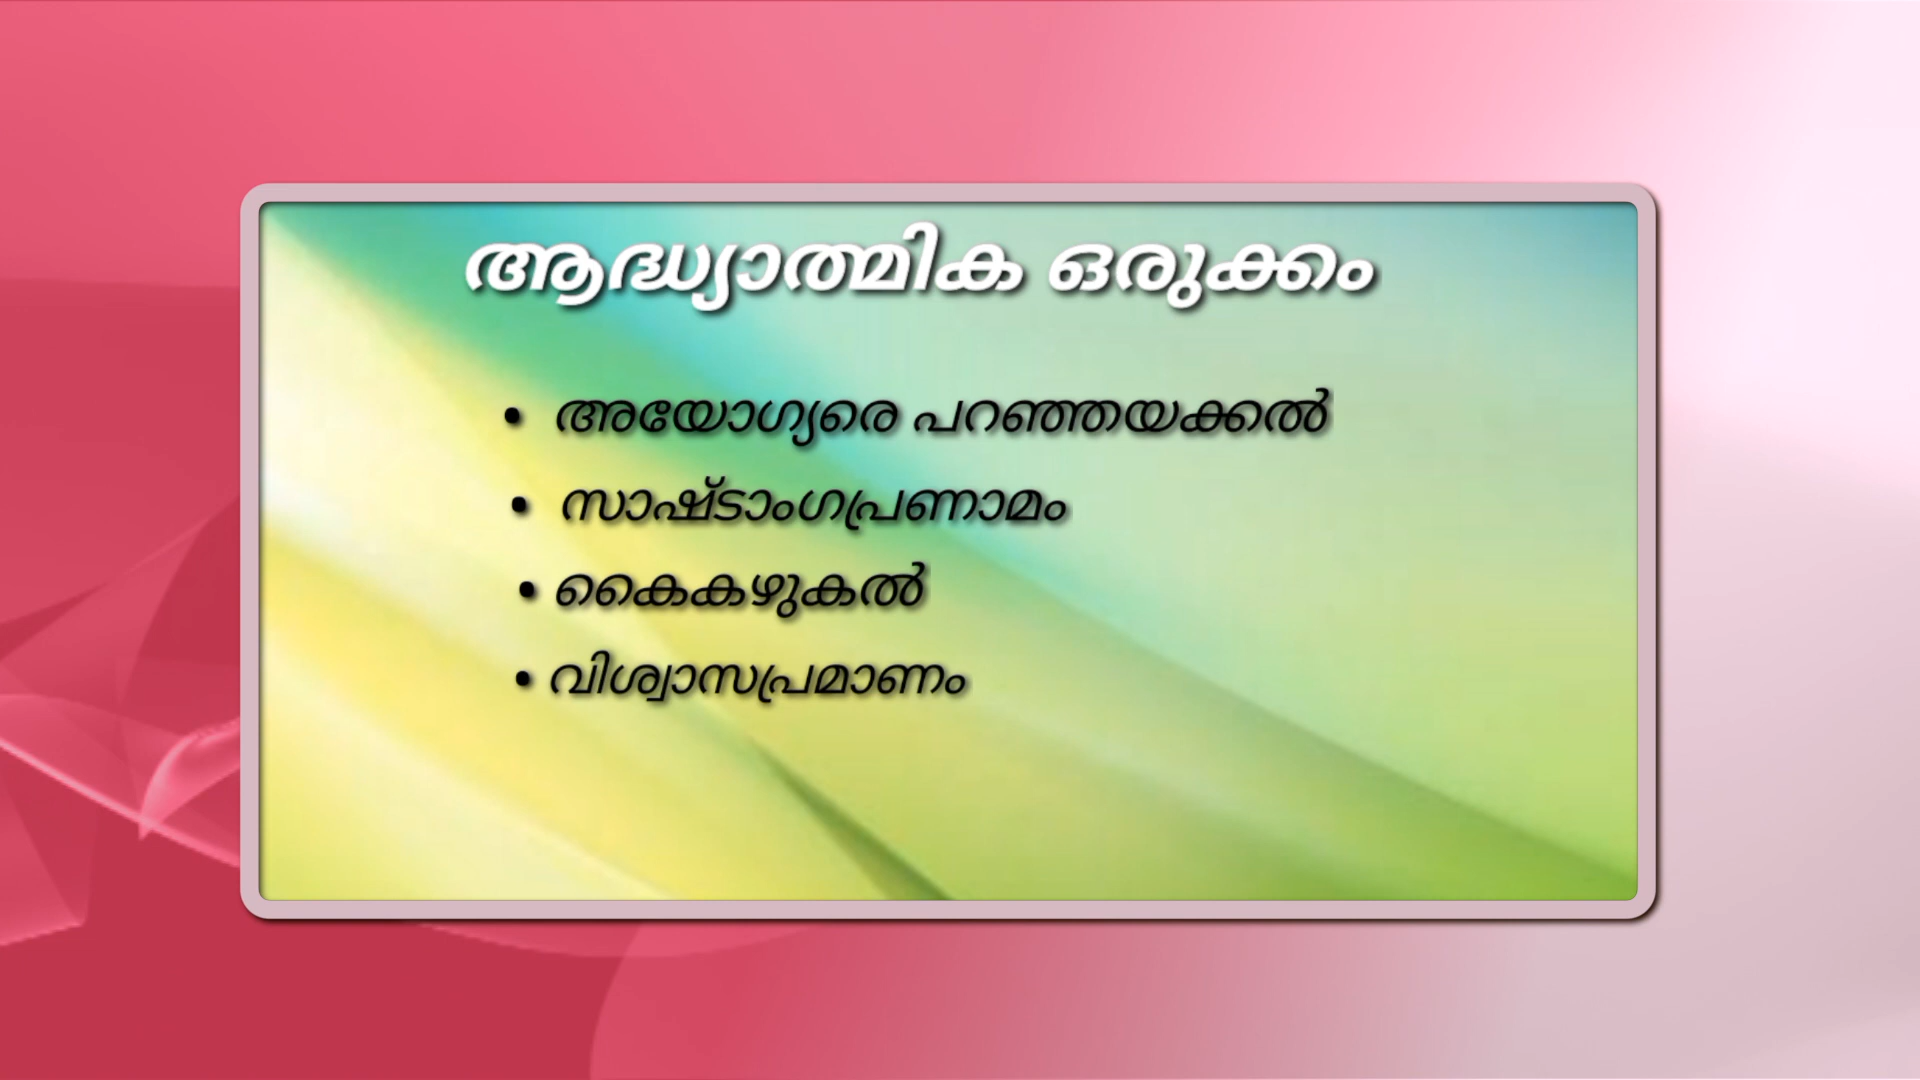 ആദ്ധ്യാത്മിക ഒരുക്കം
• അയോഗ്യരെ പറഞ്ഞയക്കൽ
• സാഷ്ടാംഗപ്രണാമം
• കൈകഴുകൽ
• വിശ്വാസപ്രമാണം